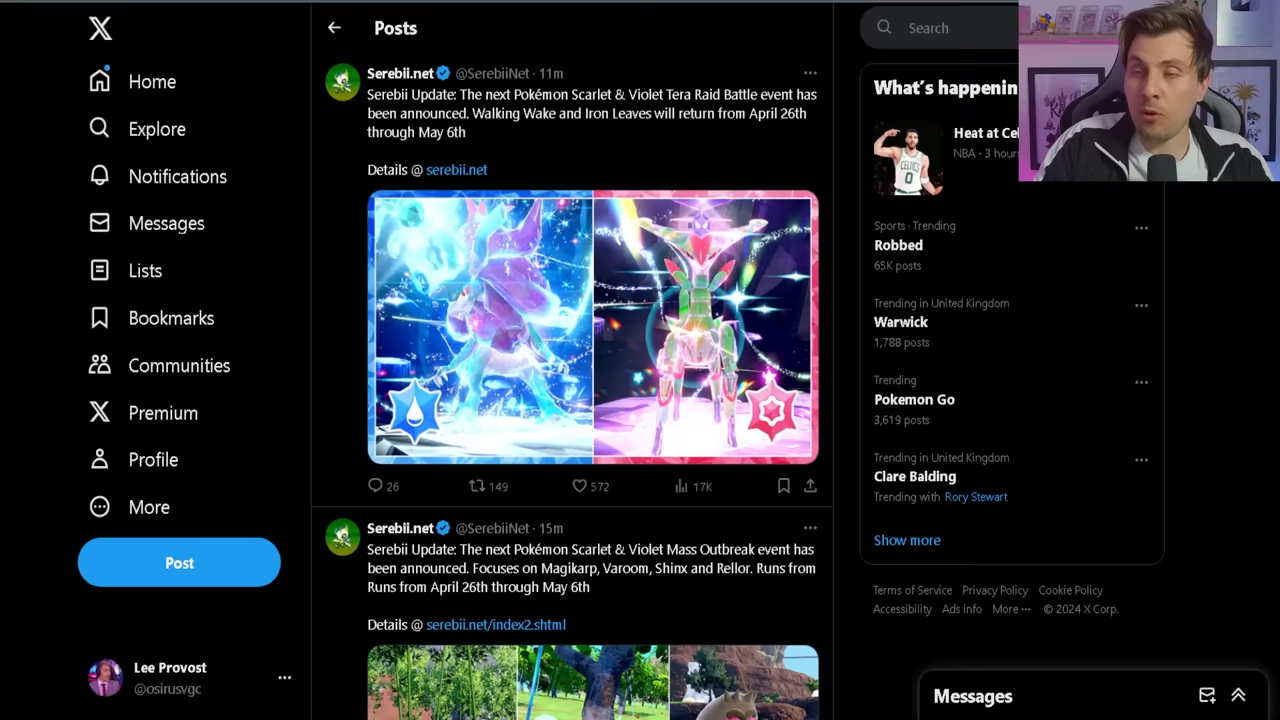 Home
Explore
Notifications
Messages
Lists
Bookmarks
Communities
Premium
Profile
More
Post
Lee Provost
@osirusvgc
Posts
Serebii.net @SerebiiNet · 11m
Serebii Update: The next Pokémon Scarlet & Violet Tera Raid Battle event has
been announced. Walking Wake and Iron Leaves will return from April 26th
through May 6th
Details @ serebii.net
26 149 572 17K
Serebii.net @SerebiiNet · 15m
Serebii Update: The next Pokémon Scarlet & Violet Mass Outbreak event has
been announced. Focuses on Magikarp, Varoom, Shinx and Rellor. Runs from
Runs from April 26th through May 6th
Details @ serebii.net/index2.shtml
Search
What's happenin
Heat at Cel
NBA · 3 hours
CELTICS
0
Sports · Trending
Robbed
65K posts
Trending in United Kingdom
Warwick
1,788 posts
Trending
Pokemon Go
3,619 posts
Trending in United Kingdom
Clare Balding
Trending with Rory Stewart
Show more
Terms of Service Privacy Policy Cookie Policy
Accessibility Ads info More ··· © 2024 X Corp.
Messages